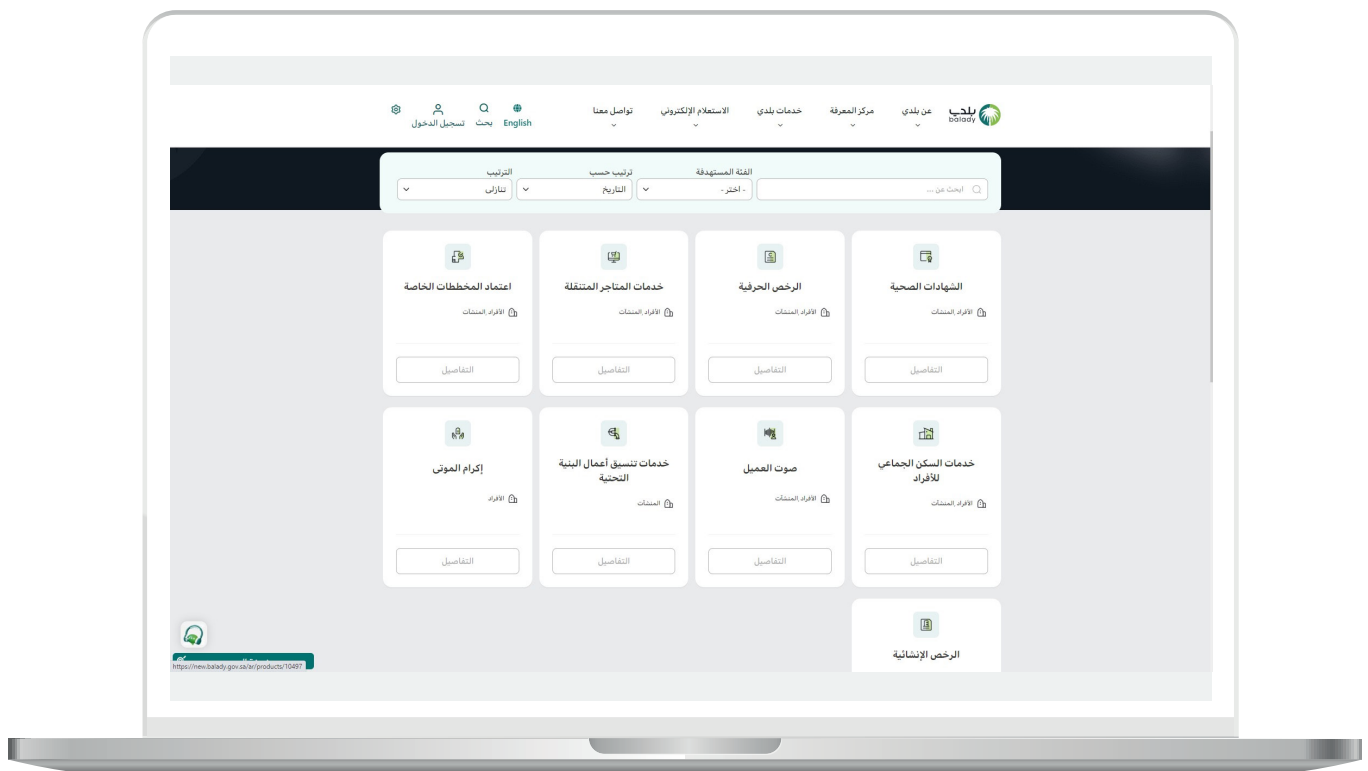 بلدي
balady
عن بلدي
مركز المعرفة
خدمات بلدي
الاستعلام الإلكتروني
تواصل معنا
English
بحث
تسجيل الدخول
الفئة المستهدفة
ترتيب حسب
الترتيب
ابحث عن ...
- اختر -
التاريخ
تنازلى
الشهادات الصحية
الأفراد ,المنشآت
التفاصيل
الرخص الحرفية
الأفراد ,المنشآت
التفاصيل
خدمات المتاجر المتنقلة
الأفراد ,المنشآت
التفاصيل
اعتماد المخططات الخاصة
الأفراد ,المنشآت
التفاصيل
خدمات السكن الجماعي
للأفراد
الأفراد ,المنشآت
التفاصيل
صوت العميل
الأفراد ,المنشآت
التفاصيل
خدمات تنسيق أعمال البنية
التحتية
المنشآت
التفاصيل
إكرام الموتى
الأفراد
التفاصيل
الرخص الإنشائية
https://new.balady.gov.sa/ar/products/10497